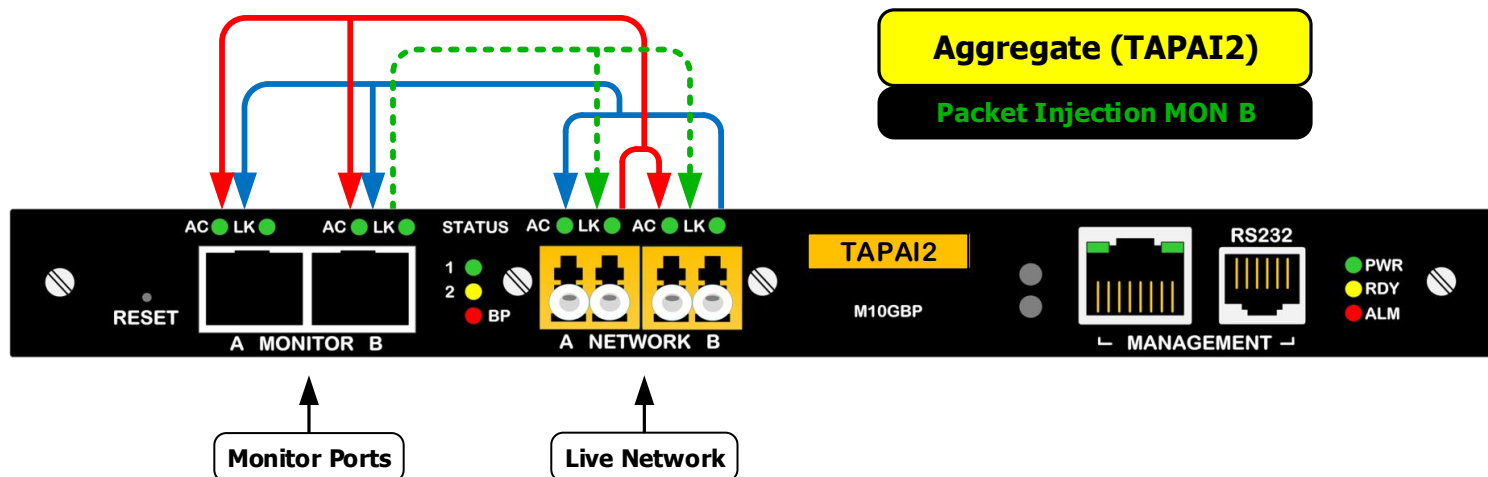 Aggregate (TAPAI2)
Packet Injection MON B
AC LK AC LK STATUS AC LK AC LK
1
2
BP
RESET
A MONITOR B
A NETWORK B
TAPAI2
M10GBP
RS232
MANAGEMENT
PWR
RDY
ALM
Monitor Ports
Live Network